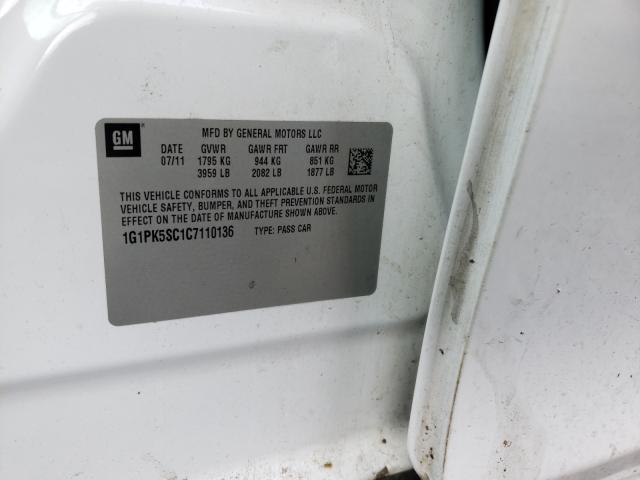 GM
MFD BY GENERAL MOTORS LLC
DATE GVWR GAWR FRT GAWR RR
07/11 1795 KG 944 KG 851 KG
3959 LB 2082 LB 1877 LB
THIS VEHICLE CONFORMS TO ALL APPLICABLE U.S. FEDERAL MOTOR
VEHICLE SAFETY, BUMPER, AND THEFT PREVENTION STANDARDS IN
EFFECT ON THE DATE OF MANUFACTURE SHOWN ABOVE.
1G1PK5SC1C7110136 TYPE: PASS CAR